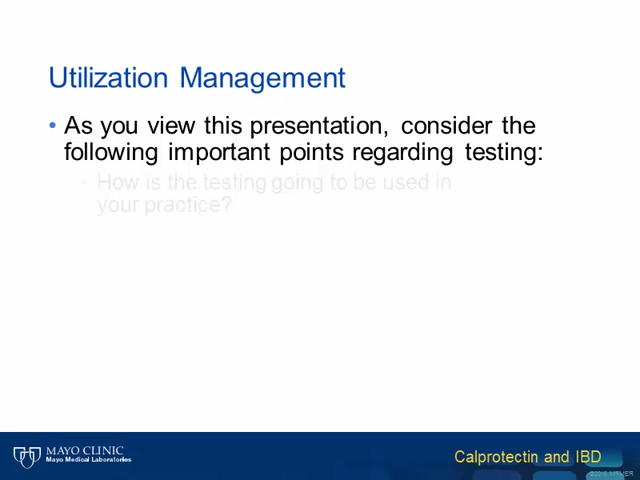 Utilization Management
• As you view this presentation, consider the
following important points regarding testing:
- How is the testing going to be used in
your practice?
MAYO CLINIC
Mayo Medical Laboratories
Calprotectin and IBD